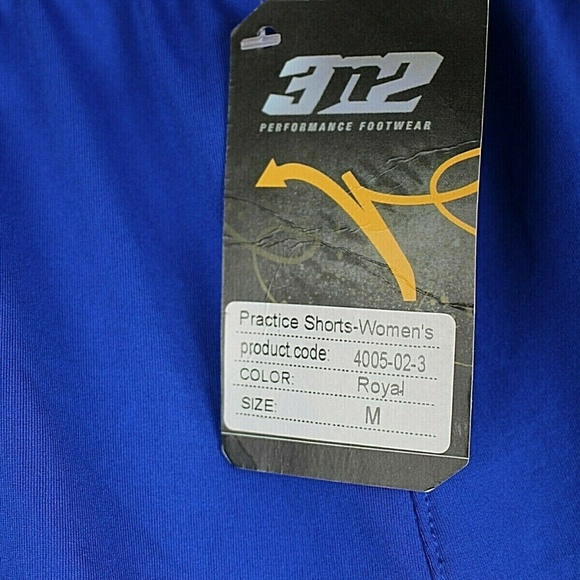 3n2
PERFORMANCE FOOTWEAR
Practice Shorts-Women's
product code: 4005-02-3
COLOR: Royal
SIZE: M